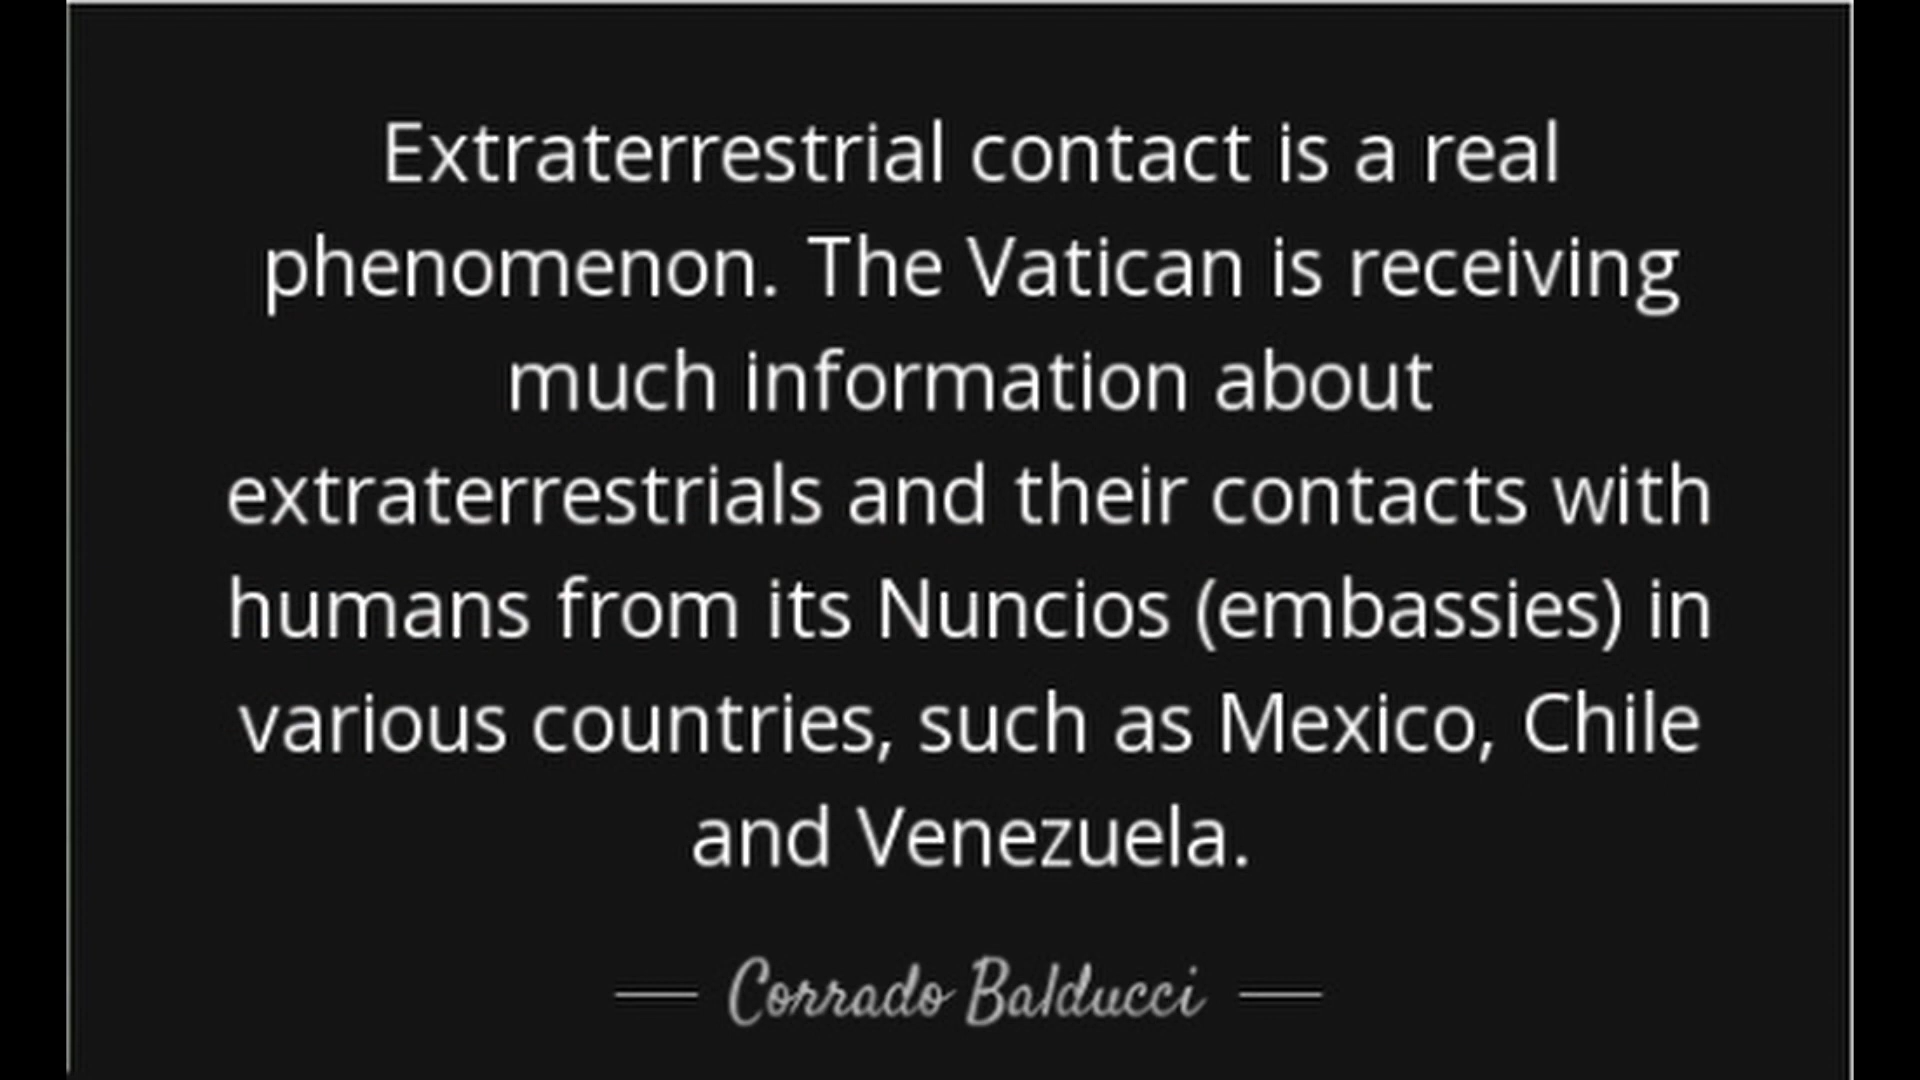 Extraterrestrial contact is a real
phenomenon. The Vatican is receiving
much information about
extraterrestrials and their contacts with
humans from its Nuncios (embassies) in
various countries, such as Mexico, Chile
and Venezuela.
— Corrado Balducci —